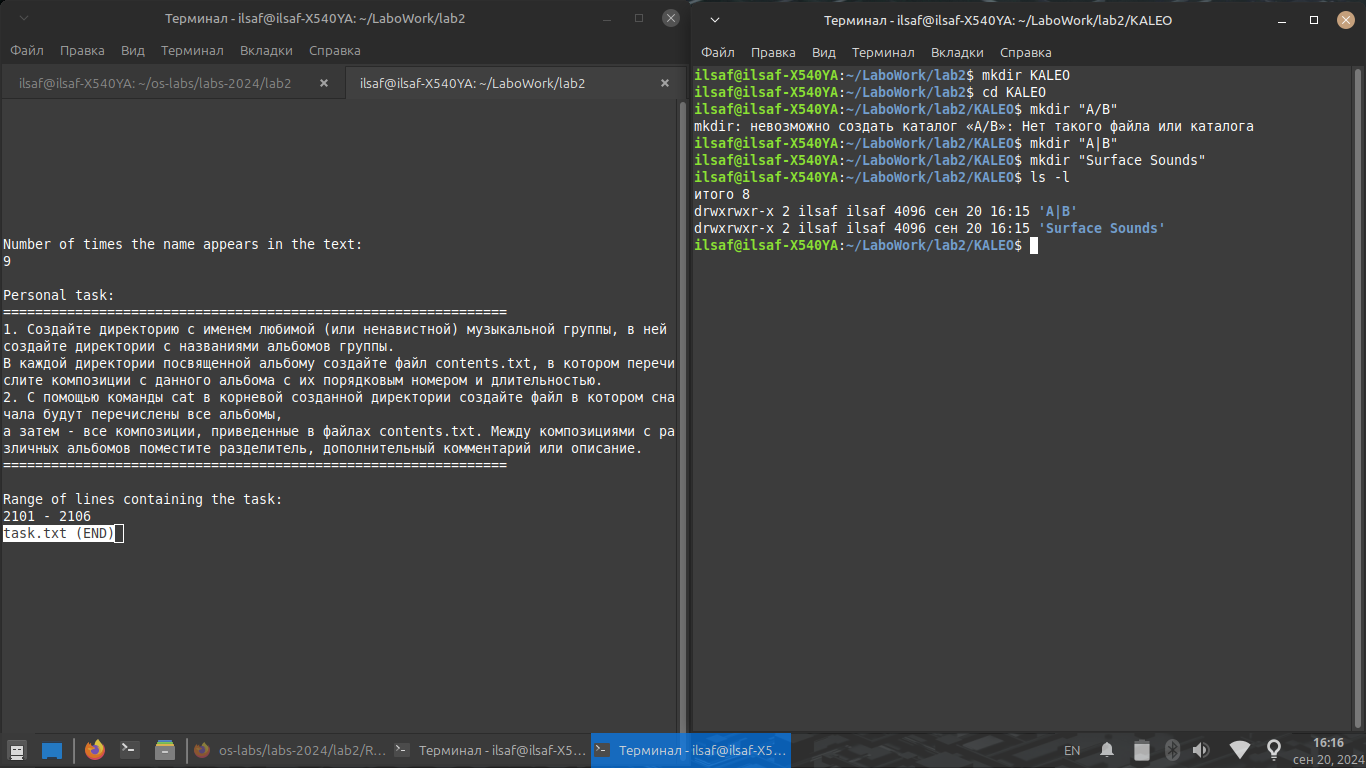 Терминал - ilsaf@ilsaf-X540YA: ~/LaboWork/lab2
Файл Правка Вид Терминал Вкладки Справка
ilsaf@ilsaf-X540YA: ~/os-labs/labs-2024/lab2
ilsaf@ilsaf-X540YA: ~/LaboWork/lab2
Number of times the name appears in the text:
9
Personal task:
===============================================================
1. Создайте директорию с именем любимой (или ненавистной) музыкальной группы, в ней
создайте директории с названиями альбомов группы.
В каждой директории посвященной альбому создайте файл contents.txt, в котором перечи
слите композиции с данного альбома с их порядковым номером и длительностью.
2. С помощью команды cat в корневой созданной директории создайте файл в котором сна
чала будут перечислены все альбомы,
а затем - все композиции, приведенные в файлах contents.txt. Между композициями с ра
зличных альбомов поместите разделитель, дополнительный комментарий или описание.
===============================================================
Range of lines containing the task:
2101 - 2106
task.txt (END)
Терминал - ilsaf@ilsaf-X540YA: ~/LaboWork/lab2/KALEO
Файл Правка Вид Терминал Вкладки Справка
ilsaf@ilsaf-X540YA:~/LaboWork/lab2$ mkdir KALEO
ilsaf@ilsaf-X540YA:~/LaboWork/lab2$ cd KALEO
ilsaf@ilsaf-X540YA:~/LaboWork/lab2/KALEO$ mkdir "A/B"
mkdir: невозможно создать каталог «A/B»: Нет такого файла или каталога
ilsaf@ilsaf-X540YA:~/LaboWork/lab2/KALEO$ mkdir "A|B"
ilsaf@ilsaf-X540YA:~/LaboWork/lab2/KALEO$ mkdir "Surface Sounds"
ilsaf@ilsaf-X540YA:~/LaboWork/lab2/KALEO$ ls -l
итого 8
drwxrwxr-x 2 ilsaf ilsaf 4096 сен 20 16:15 'A|B'
drwxrwxr-x 2 ilsaf ilsaf 4096 сен 20 16:15 'Surface Sounds'
ilsaf@ilsaf-X540YA:~/LaboWork/lab2/KALEO$
os-labs/labs-2024/lab2/R...
Терминал - ilsaf@ilsaf-X5...
Терминал - ilsaf@ilsaf-X5...
EN
16:16
сен 20, 2024